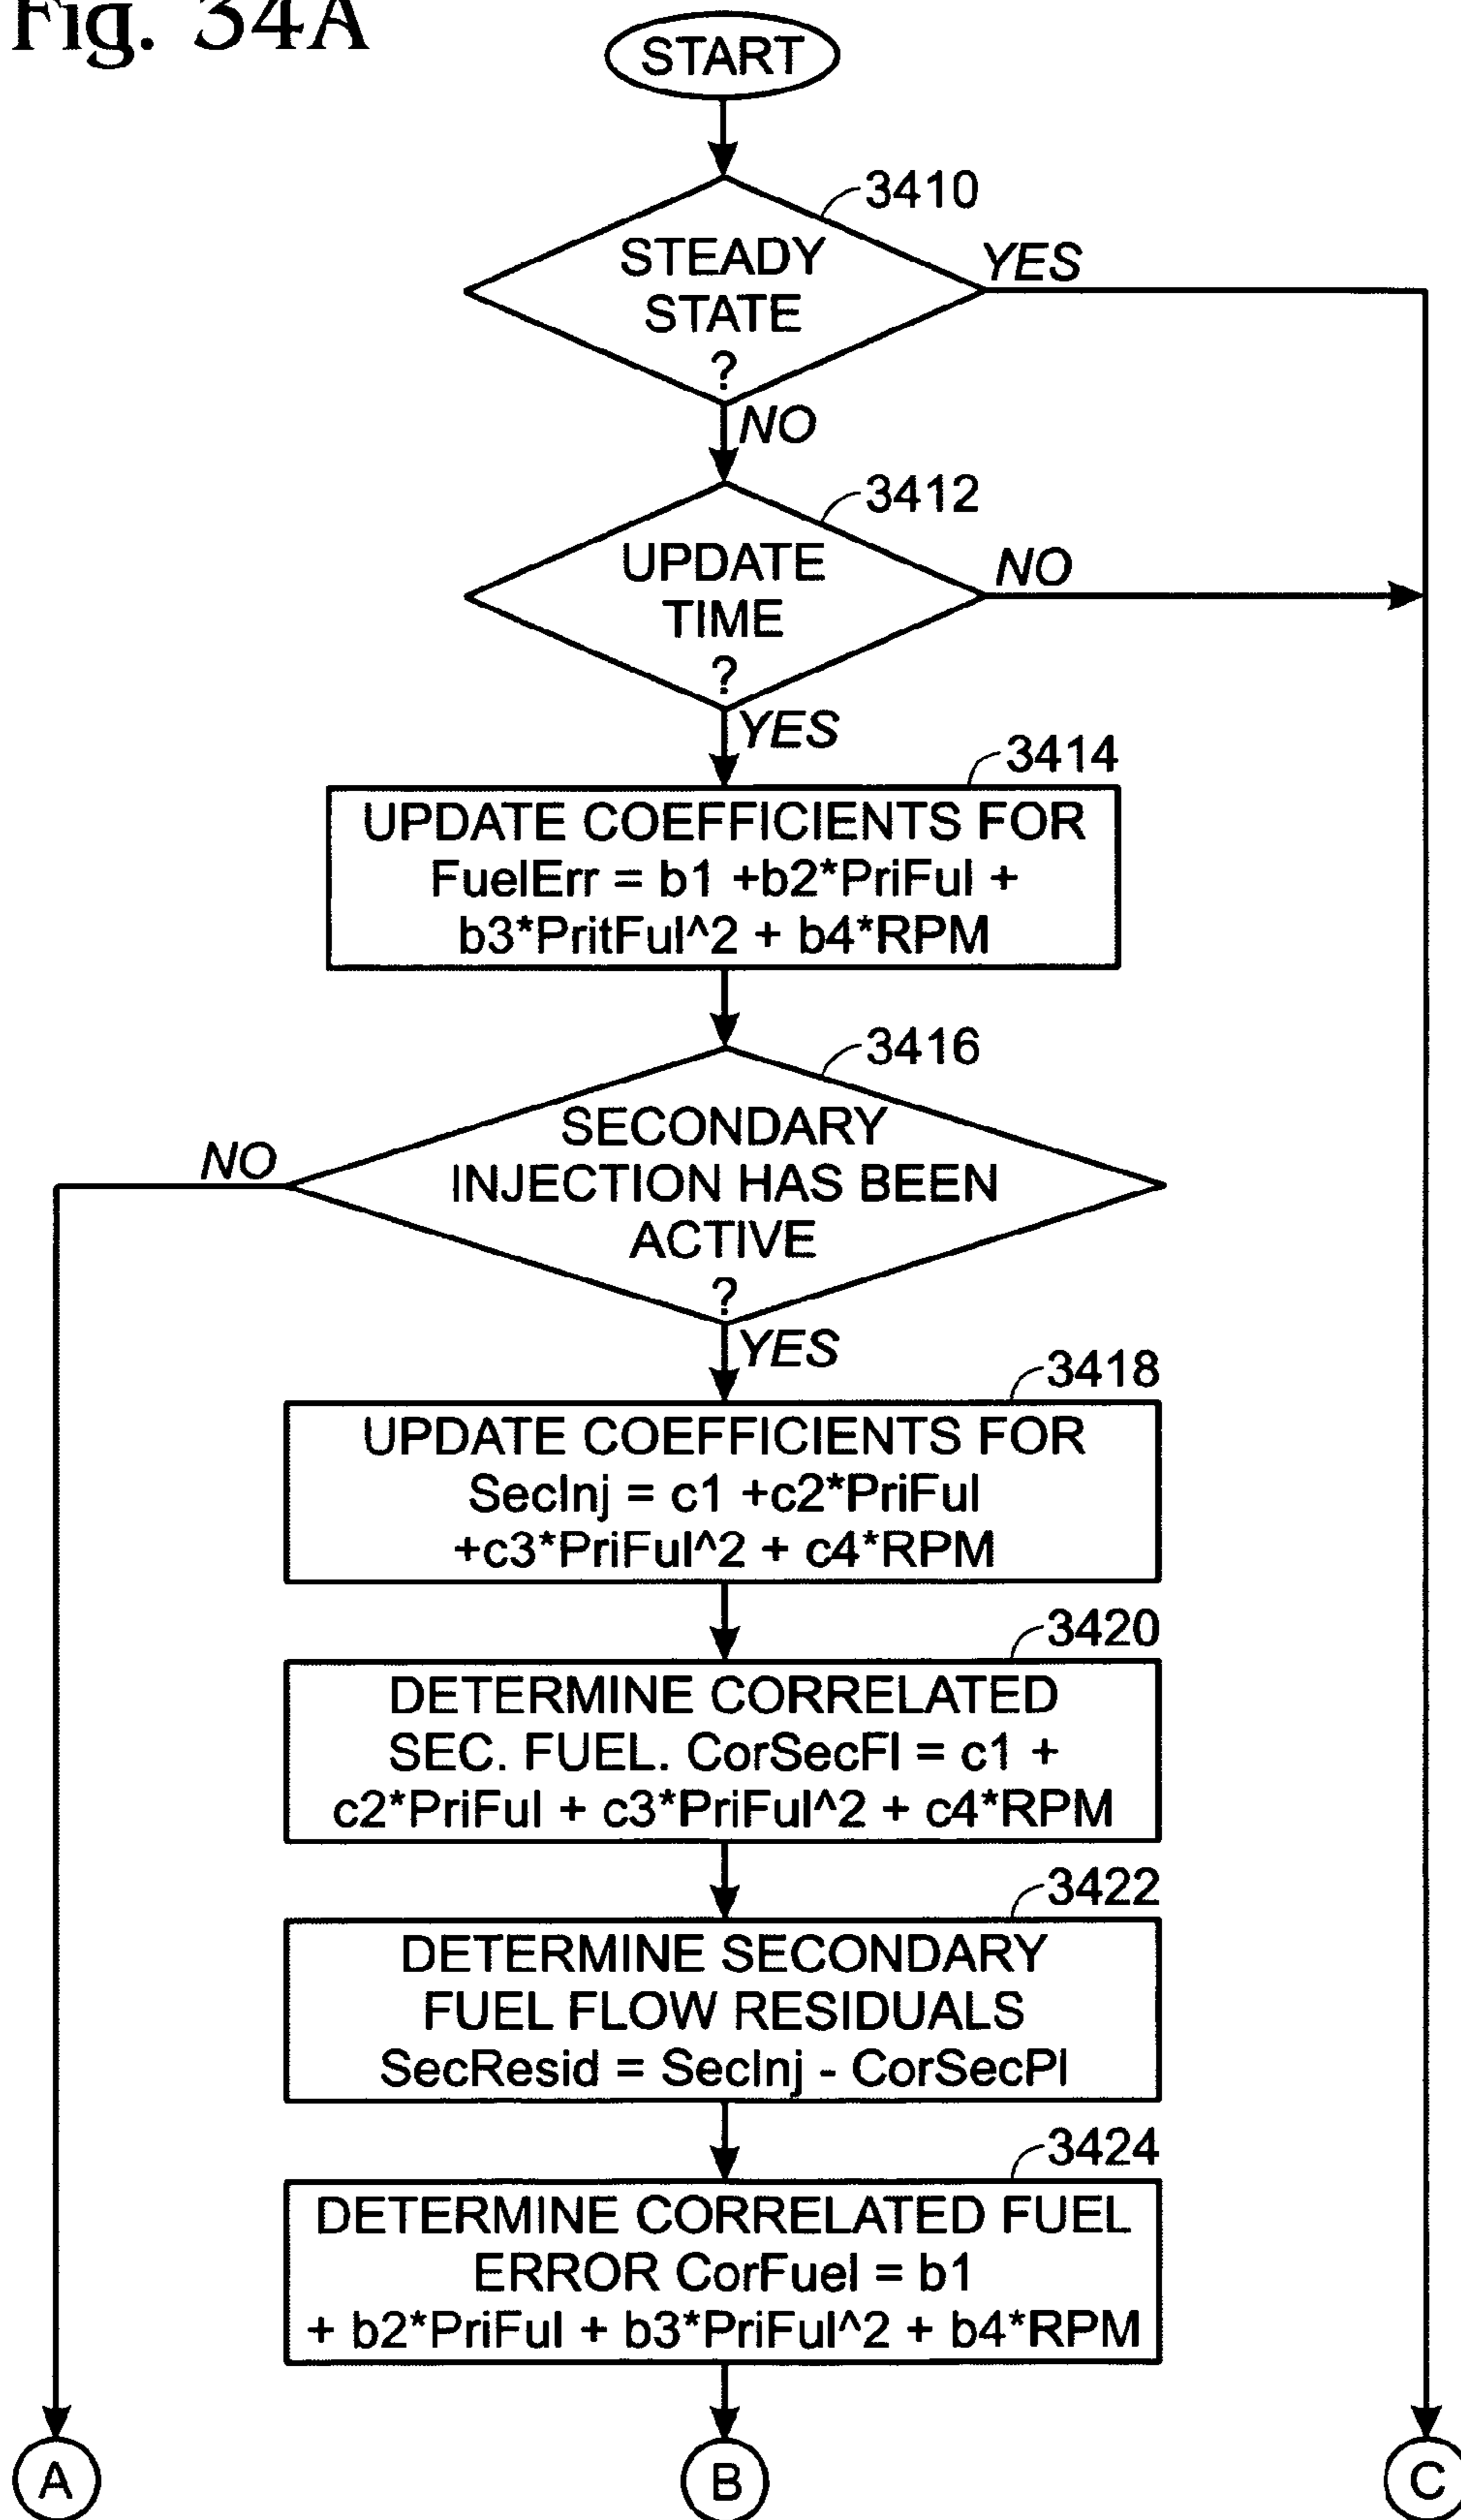 Fig. 34A
START
3410
STEADY
STATE
?
YES
NO
3412
UPDATE
TIME
?
NO
YES
3414
UPDATE COEFFICIENTS FOR
FuelErr = b1 +b2*PriFul +
b3*PritFul^2 + b4*RPM
3416
SECONDARY
INJECTION HAS BEEN
ACTIVE
?
NO
YES
3418
UPDATE COEFFICIENTS FOR
SecInj = c1 +c2*PriFul
+c3*PriFul^2 + c4*RPM
3420
DETERMINE CORRELATED
SEC. FUEL. CorSecFl = c1 +
c2*PriFul + c3*PriFul^2 + c4*RPM
3422
DETERMINE SECONDARY
FUEL FLOW RESIDUALS
SecResid = SecInj - CorSecPl
3424
DETERMINE CORRELATED FUEL
ERROR CorFuel = b1
+ b2*PriFul + b3*PriFul^2 + b4*RPM
A
B
C